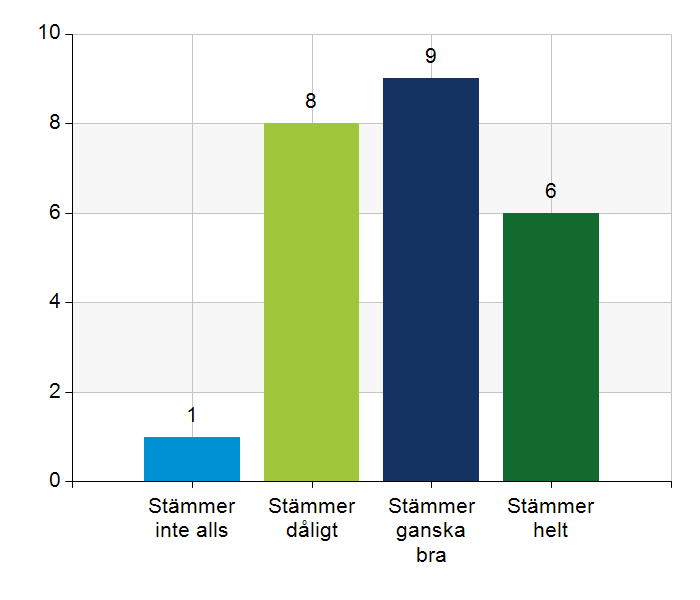 10
8
6
4
2
0
1
8
9
6
Stämmer
inte alls
Stämmer
dåligt
Stämmer
ganska
bra
Stämmer
helt